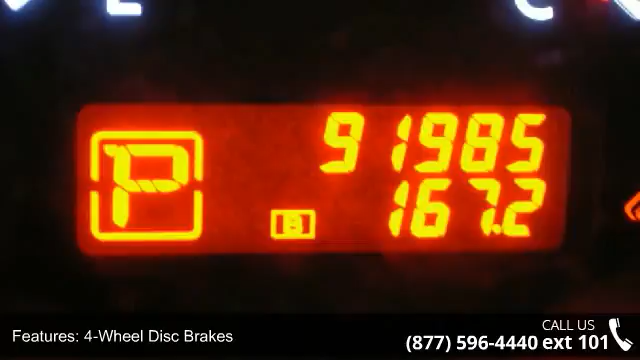 E C
P 91985
B 167.2
Features: 4-Wheel Disc Brakes
CALL US
(877) 596-4440 ext 101